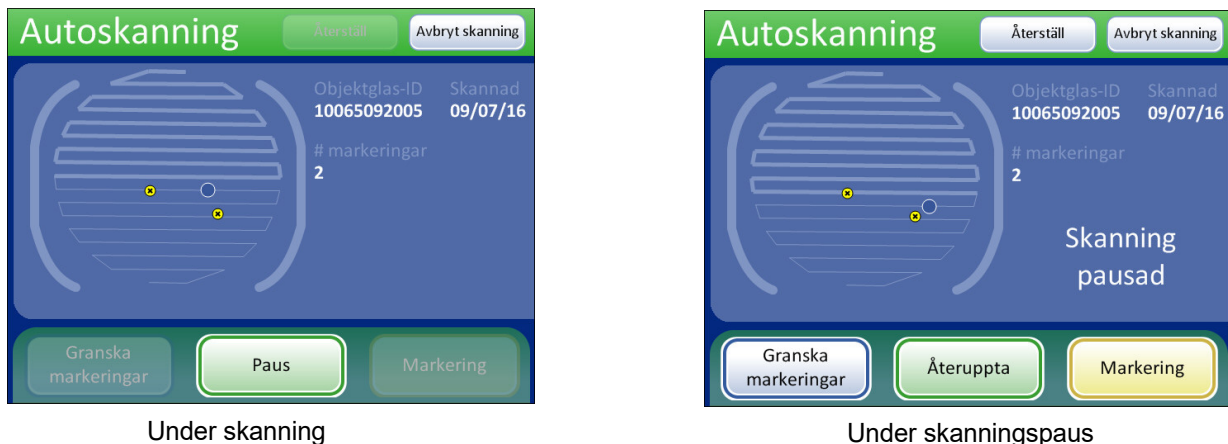 Autoskanning
Återställ
Avbryt skanning
Objektglas-ID
Skannad
10065092005
09/07/16
# markeringar
2
Granska
markeringar
Paus
Markering
Under skanning
Autoskanning
Återställ
Avbryt skanning
Objektglas-ID
Skannad
10065092005
09/07/16
# markeringar
2
Skanning
pausad
Granska
markeringar
Återuppta
Markering
Under skanningspaus